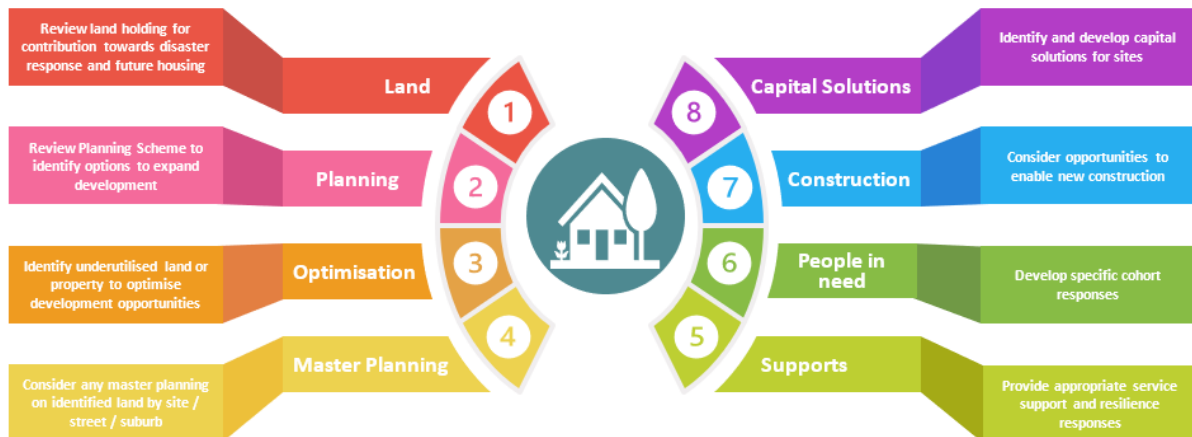 Review land holding for
contribution towards disaster
response and future housing
Land
1
Review Planning Scheme to
identify options to expand
development
Planning
2
Identify underutilised land or
property to optimise
development opportunities
Optimisation
3
Consider any master planning
on identified land by site /
street / suburb
Master Planning
4
8
Capital Solutions
Identify and develop capital
solutions for sites
7
Construction
Consider opportunities to
enable new construction
6
People in
need
Develop specific cohort
responses
5
Supports
Provide appropriate service
support and resilience
responses